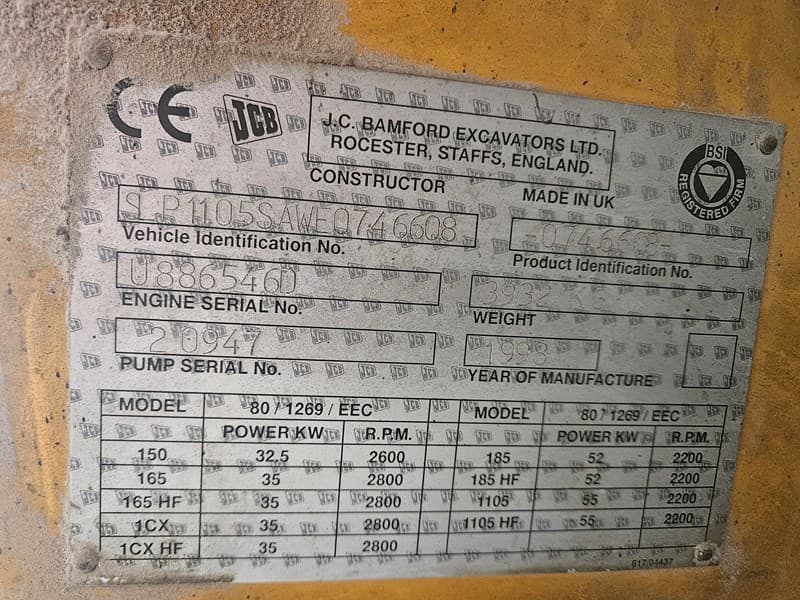 CE JCB
J.C. BAMFORD EXCAVATORS LTD.
ROCESTER, STAFFS, ENGLAND.
CONSTRUCTOR MADE IN UK
BSI
REGISTERED FIRM
SLP1105SAWE0746608 -0746608-
Vehicle Identification No. Product Identification No.
U886546D 3932
ENGINE SERIAL No. WEIGHT
20947 1998
PUMP SERIAL No. YEAR OF MANUFACTURE
MODEL 80 / 1269 / EEC MODEL 80 / 1269 / EEC
POWER KW R.P.M. POWER KW R.P.M.
150 32,5 2600 185 52 2200
165 35 2800 185 HF 52 2200
165 HF 35 2800 1105 55 2200
1CX 35 2800 1105 HF 55 2200
1CX HF 35 2800
817/04437